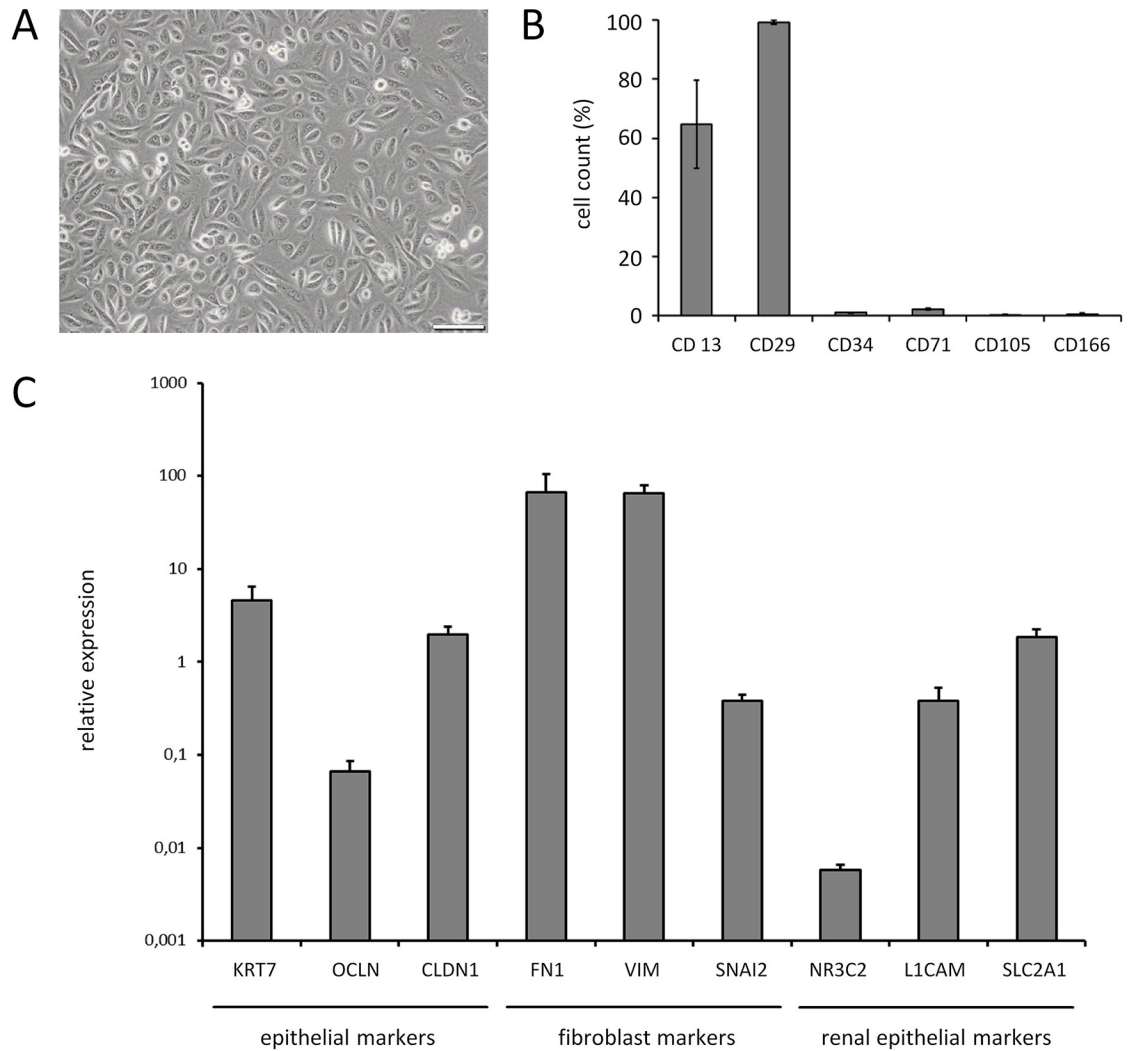 A
B
100
80
60
40
20
0
cell count (%)
CD 13 CD29 CD34 CD71 CD105 CD166
C
1000
100
10
1
0,1
0,01
0,001
relative expression
KRT7 OCLN CLDN1 FN1 VIM SNAI2 NR3C2 L1CAM SLC2A1
epithelial markers fibroblast markers renal epithelial markers